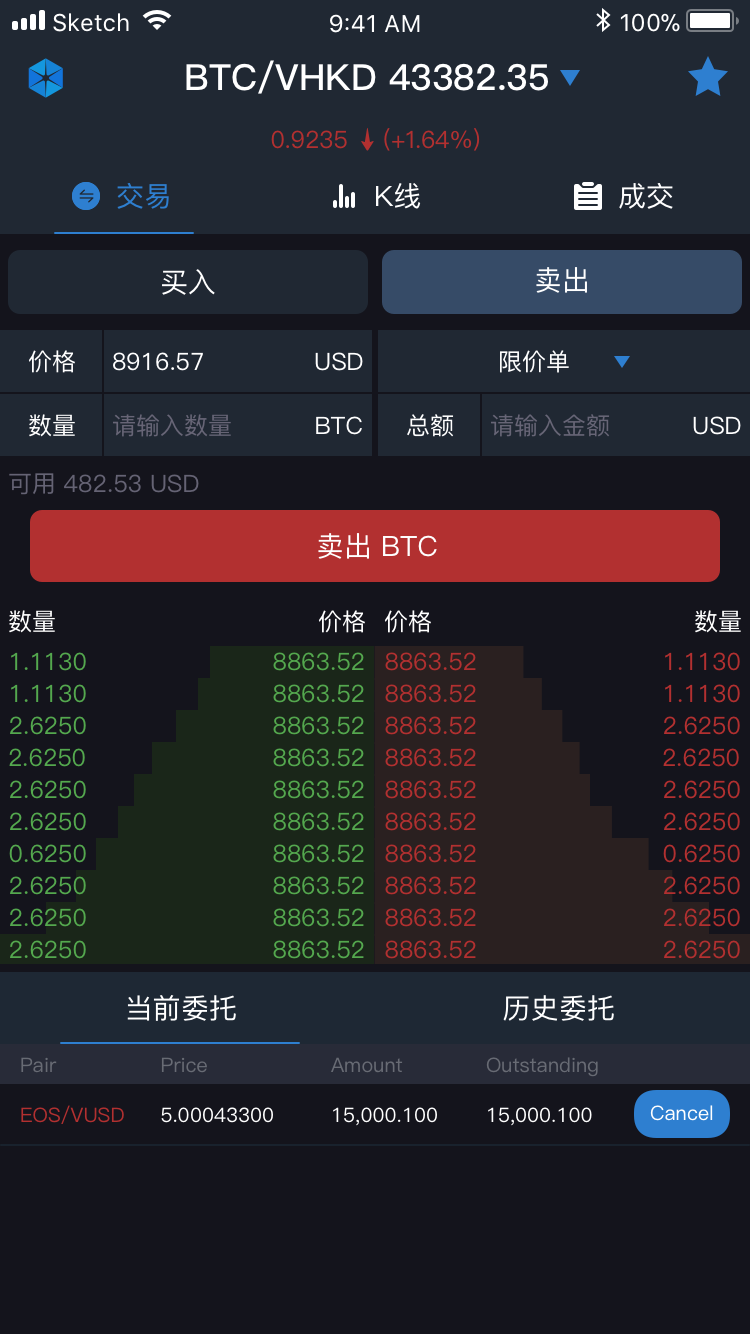 Sketch 9:41 AM 100%
BTC/VHKD 43382.35
0.9235 (+1.64%)
交易 K线 成交
买入 卖出
价格 8916.57 USD 限价单
数量 请输入数量 BTC 总额 请输入金额 USD
可用 482.53 USD
卖出 BTC
数量 价格 价格 数量
1.1130 8863.52 8863.52 1.1130
1.1130 8863.52 8863.52 1.1130
2.6250 8863.52 8863.52 2.6250
2.6250 8863.52 8863.52 2.6250
2.6250 8863.52 8863.52 2.6250
2.6250 8863.52 8863.52 2.6250
0.6250 8863.52 8863.52 0.6250
2.6250 8863.52 8863.52 2.6250
2.6250 8863.52 8863.52 2.6250
2.6250 8863.52 8863.52 2.6250
当前委托 历史委托
Pair Price Amount Outstanding
EOS/VUSD 5.00043300 15,000.100 15,000.100 Cancel